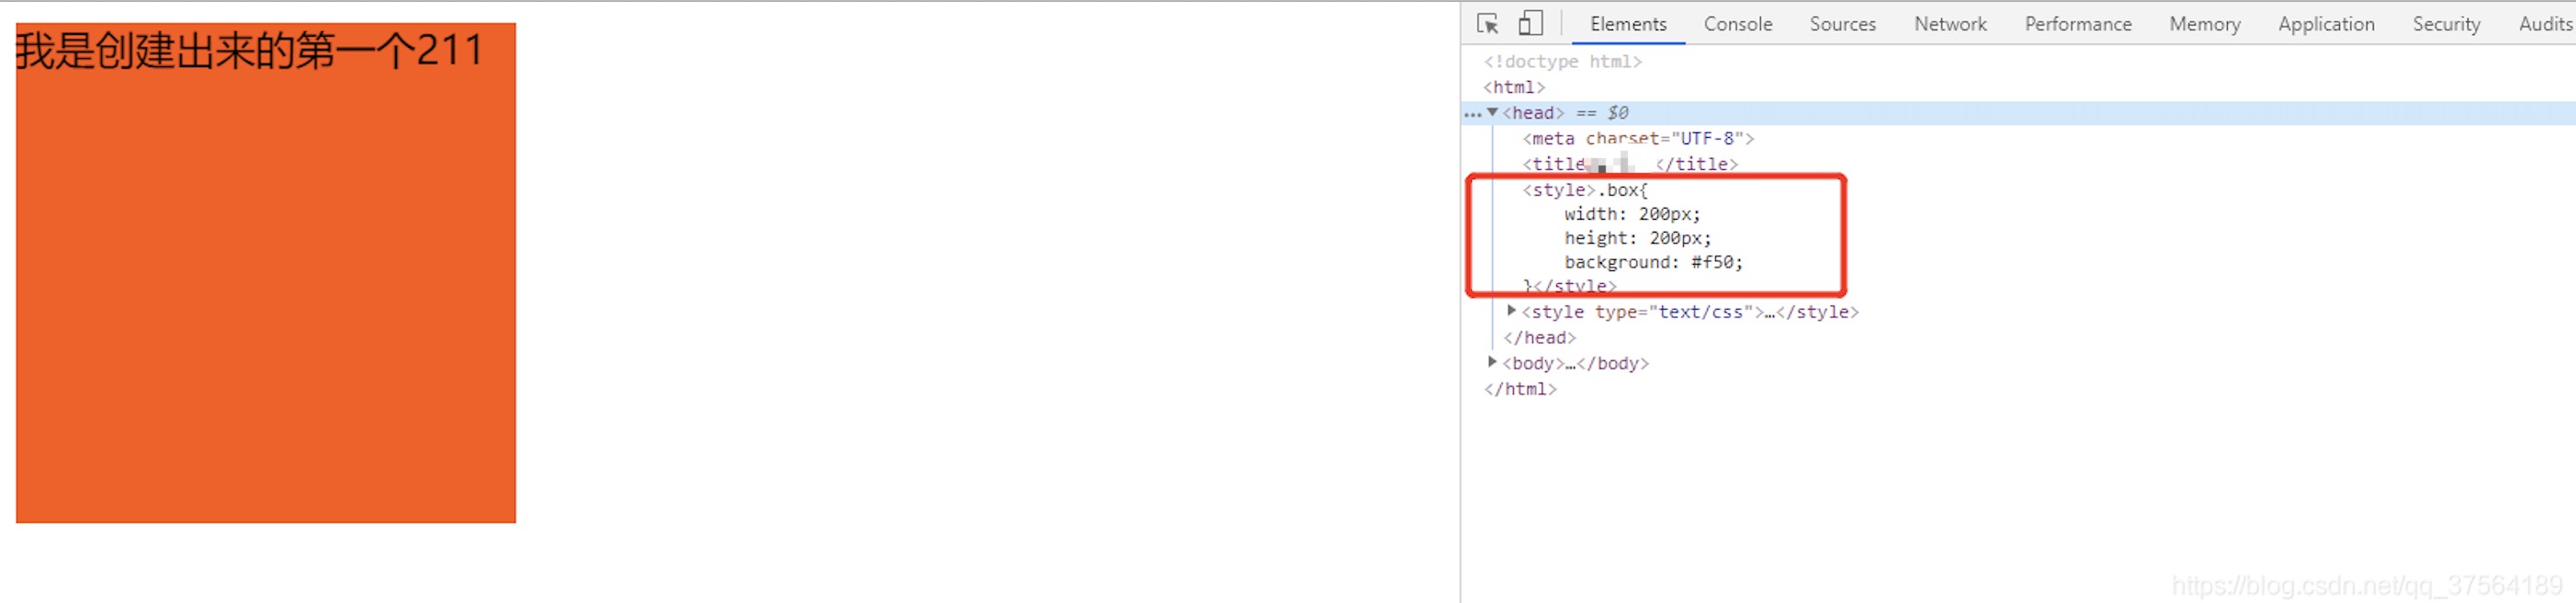 我是创建出来的第一个211
Elements Console Sources Network Performance Memory Application Security Audits
<!doctype html>
<html>
… ▼<head> == $0
<meta charset="UTF-8">
<title </title>
<style>.box{
width: 200px;
height: 200px;
background: #f50;
}</style>
▶<style type="text/css">…</style>
</head>
▶<body>…</body>
</html>
https://blog.csdn.net/qq_37564189